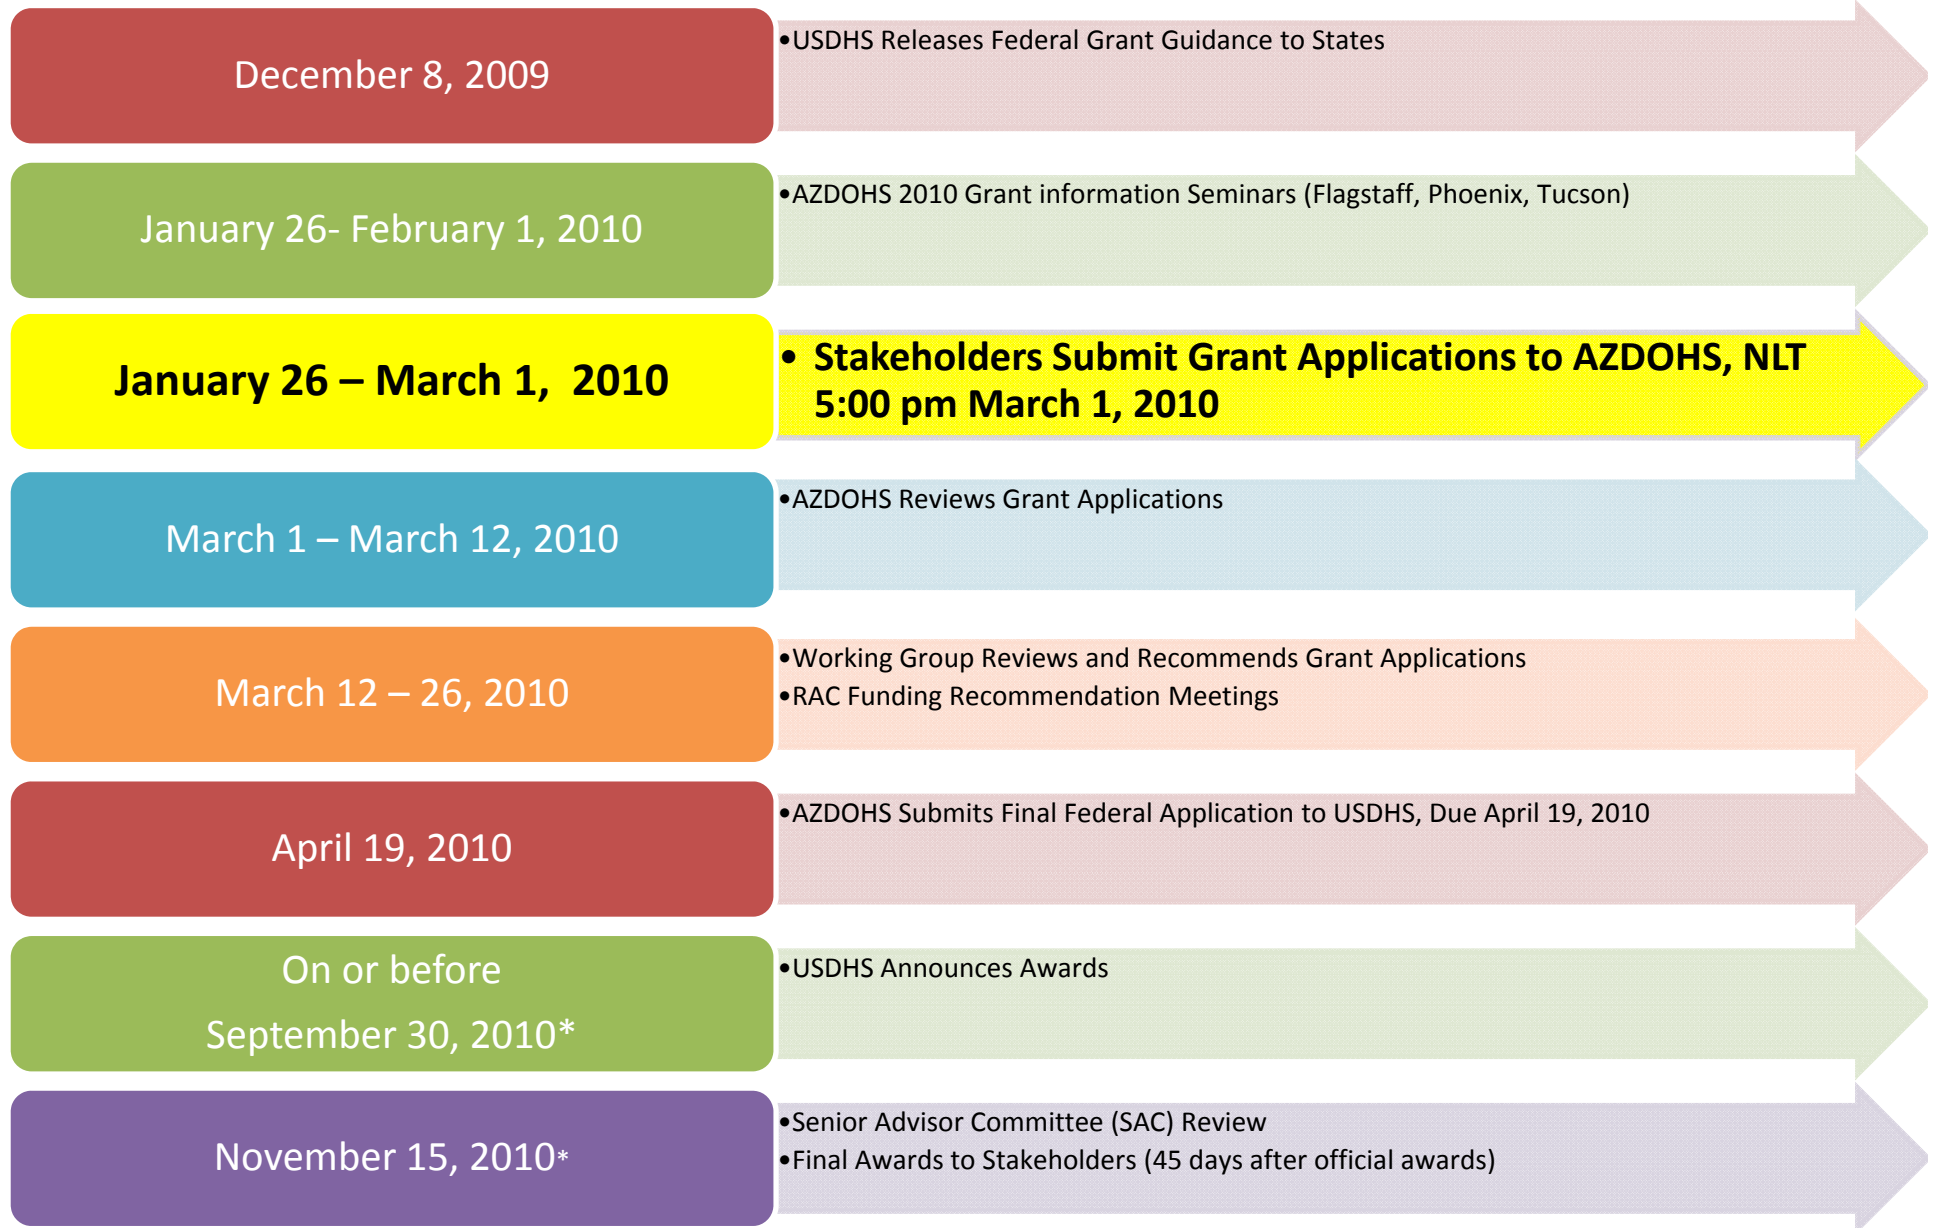 December 8, 2009
•USDHS Releases Federal Grant Guidance to States
January 26- February 1, 2010
•AZDOHS 2010 Grant information Seminars (Flagstaff, Phoenix, Tucson)
January 26 – March 1, 2010
• Stakeholders Submit Grant Applications to AZDOHS, NLT
5:00 pm March 1, 2010
March 1 – March 12, 2010
•AZDOHS Reviews Grant Applications
March 12 – 26, 2010
•Working Group Reviews and Recommends Grant Applications
•RAC Funding Recommendation Meetings
April 19, 2010
•AZDOHS Submits Final Federal Application to USDHS, Due April 19, 2010
On or before
September 30, 2010*
•USDHS Announces Awards
November 15, 2010*
•Senior Advisor Committee (SAC) Review
•Final Awards to Stakeholders (45 days after official awards)